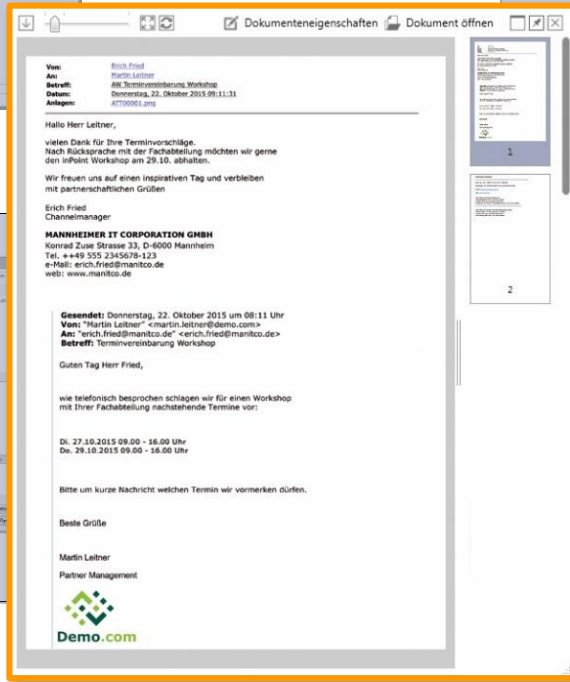 Dokumenteneigenschaften Dokument öffnen
Von: Erich Fried
An: Martin Leitner
Betreff: AW Terminvereinbarung Workshop
Datum: Donnerstag, 22. Oktober 2015 09:11:31
Anlagen: ATT00001.png
Hallo Herr Leitner,
vielen Dank für Ihre Terminvorschläge.
Nach Rücksprache mit der Fachabteilung möchten wir gerne
den inPoint Workshop am 29.10. abhalten.
Wir freuen uns auf einen inspirativen Tag und verbleiben
mit partnerschaftlichen Grüßen
Erich Fried
Channelmanager
MANNHEIMER IT CORPORATION GMBH
Konrad Zuse Strasse 33, D-6000 Mannheim
Tel. ++49 555 2345678-123
e-Mail: erich.fried@manitco.de
web: www.manitco.de
Gesendet: Donnerstag, 22. Oktober 2015 um 08:11 Uhr
Von: "Martin Leitner" <martin.leitner@demo.com>
An: "erich.fried@manitco.de" <erich.fried@manitco.de>
Betreff: Terminvereinbarung Workshop
Guten Tag Herr Fried,
wie telefonisch besprochen schlagen wir für einen Workshop
mit Ihrer Fachabteilung nachstehende Termine vor:
Di. 27.10.2015 09.00 - 16.00 Uhr
Do. 29.10.2015 09.00 - 16.00 Uhr
Bitte um kurze Nachricht welchen Termin wir vormerken dürfen.
Beste Grüße
Martin Leitner
Partner Management
Demo.com
1
2